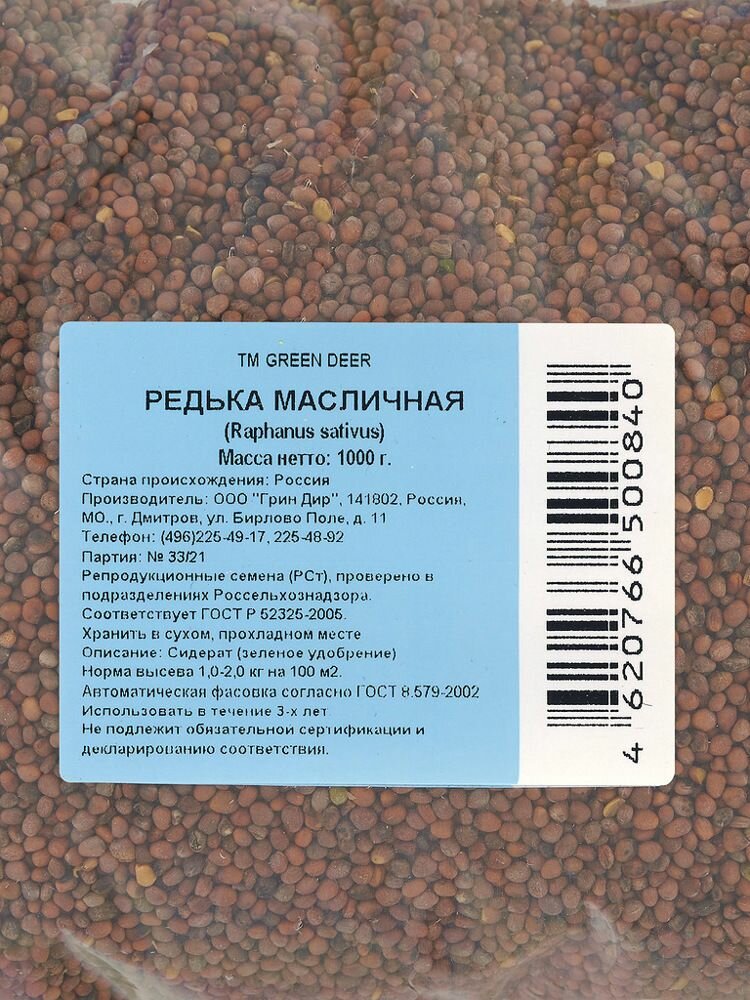 TM GREEN DEER
РЕДЬКА МАСЛИЧНАЯ
(Raphanus sativus)
Масса нетто: 1000 г.
Страна происхождения: Россия
Производитель: ООО "Грин Дир", 141802, Россия,
МО., г. Дмитров, ул. Бирлово Поле, д. 11
Телефон: (496)225-49-17, 225-48-92
Партия: № 33/21
Репродукционные семена (РСт), проверено в
подразделениях Россельхознадзора.
Соответствует ГОСТ Р 52325-2005.
Хранить в сухом, прохладном месте
Описание: Сидерат (зеленое удобрение)
Норма высева 1,0-2,0 кг на 100 м2.
Автоматическая фасовка согласно ГОСТ 8.579-2002
Использовать в течение 3-х лет
Не подлежит обязательной сертификации и
декларированию соответствия.
4 620766 500840